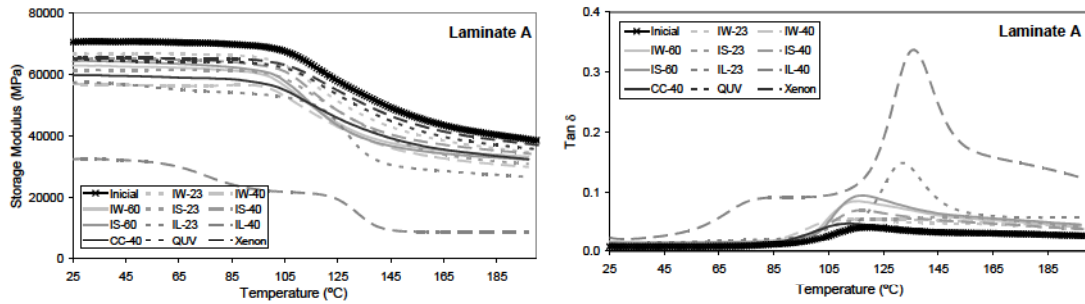 Laminate A
80000
60000
40000
20000
0
Storage Modulus (MPa)
Inicial IW-23 IW-40
IW-60 IS-23 IS-40
IS-60 IL-23 IL-40
CC-40 QUV Xenon
25 45 65 85 105 125 145 165 185
Temperature (ºC)
Laminate A
0.4
0.3
0.2
0.1
0.0
Tan δ
Inicial IW-23 IW-40
IW-60 IS-23 IS-40
IS-60 IL-23 IL-40
CC-40 QUV Xenon
25 45 65 85 105 125 145 165 185
Temperature (ºC)